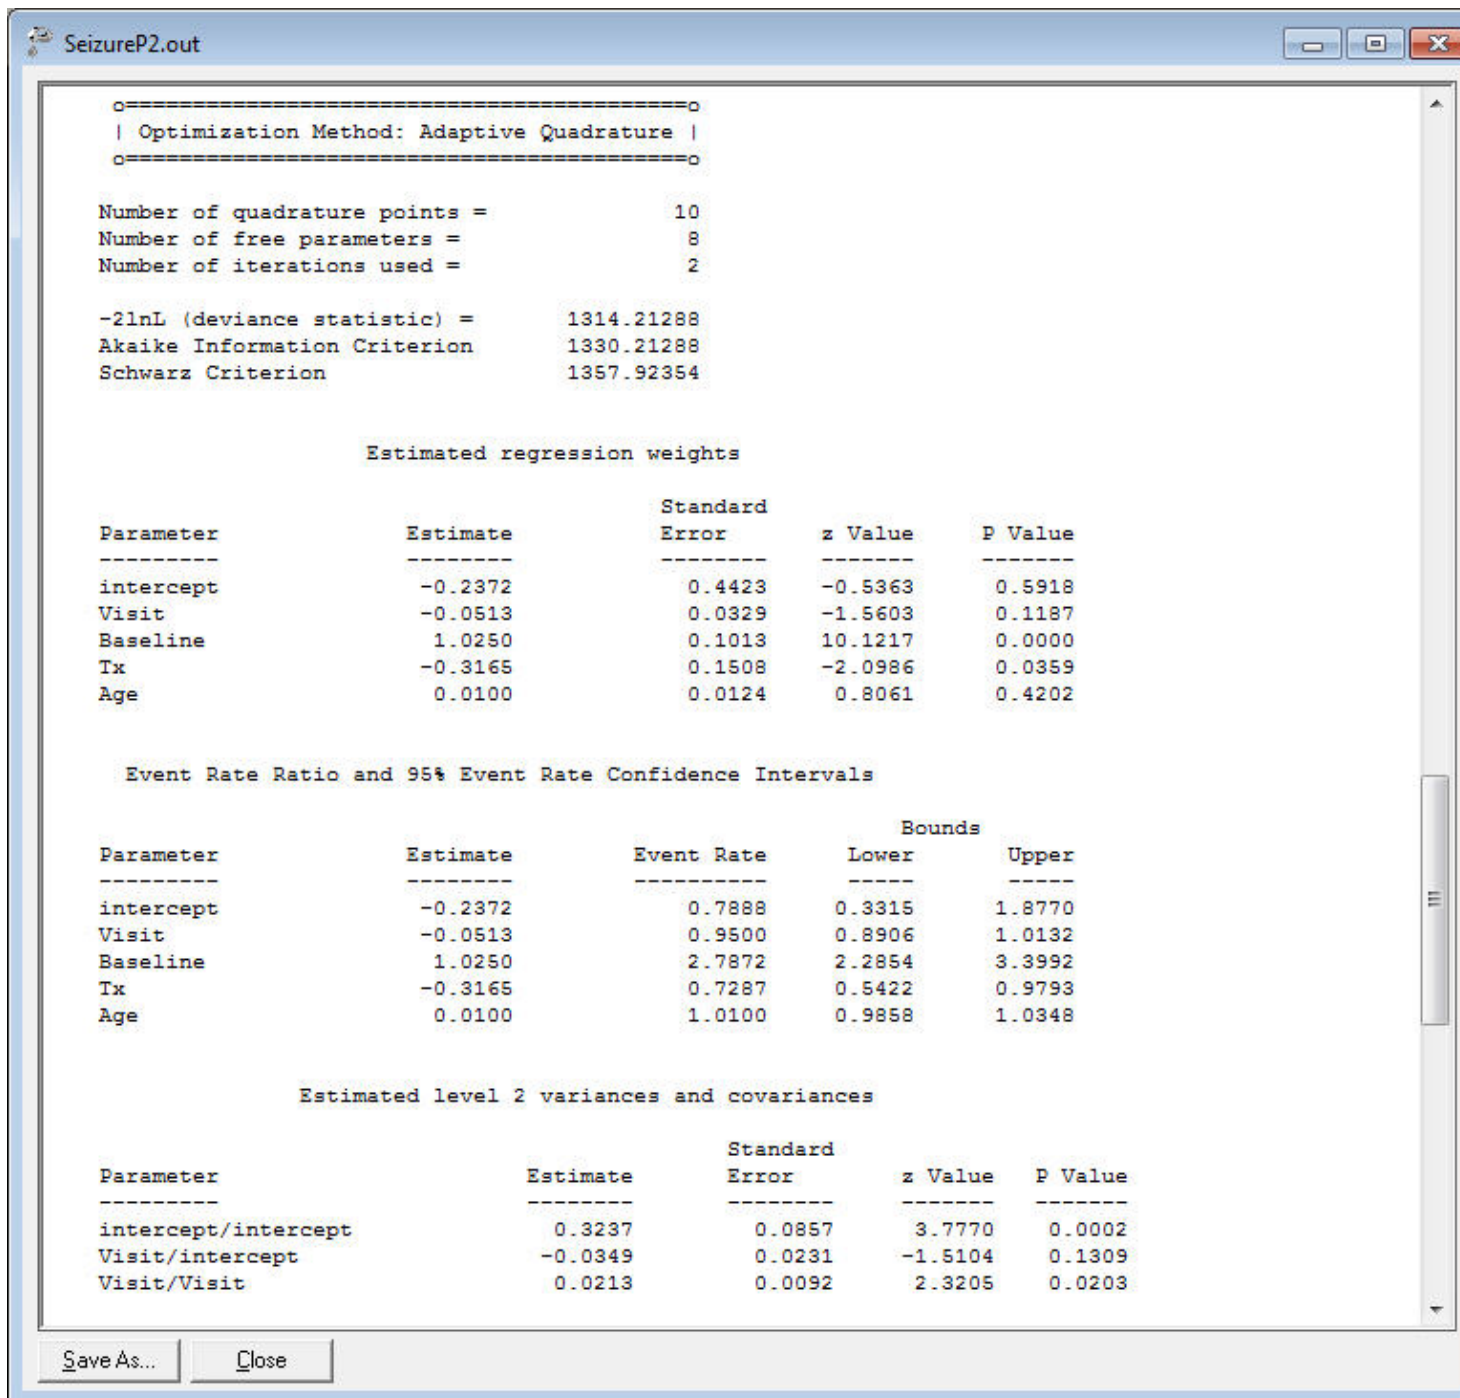 SeizureP2.out
o==========================================o
| Optimization Method: Adaptive Quadrature |
o==========================================o
Number of quadrature points = 10
Number of free parameters = 8
Number of iterations used = 2
-2lnL (deviance statistic) = 1314.21288
Akaike Information Criterion 1330.21288
Schwarz Criterion 1357.92354
Estimated regression weights
Standard
Parameter Estimate Error z Value P Value
--------- -------- -------- ------- -------
intercept -0.2372 0.4423 -0.5363 0.5918
Visit -0.0513 0.0329 -1.5603 0.1187
Baseline 1.0250 0.1013 10.1217 0.0000
Tx -0.3165 0.1508 -2.0986 0.0359
Age 0.0100 0.0124 0.8061 0.4202
Event Rate Ratio and 95% Event Rate Confidence Intervals
Bounds
Parameter Estimate Event Rate Lower Upper
--------- -------- ---------- ----- -----
intercept -0.2372 0.7888 0.3315 1.8770
Visit -0.0513 0.9500 0.8906 1.0132
Baseline 1.0250 2.7872 2.2854 3.3992
Tx -0.3165 0.7287 0.5422 0.9793
Age 0.0100 1.0100 0.9858 1.0348
Estimated level 2 variances and covariances
Standard
Parameter Estimate Error z Value P Value
--------- -------- -------- ------- -------
intercept/intercept 0.3237 0.0857 3.7770 0.0002
Visit/intercept -0.0349 0.0231 -1.5104 0.1309
Visit/Visit 0.0213 0.0092 2.3205 0.0203
Save As... Close